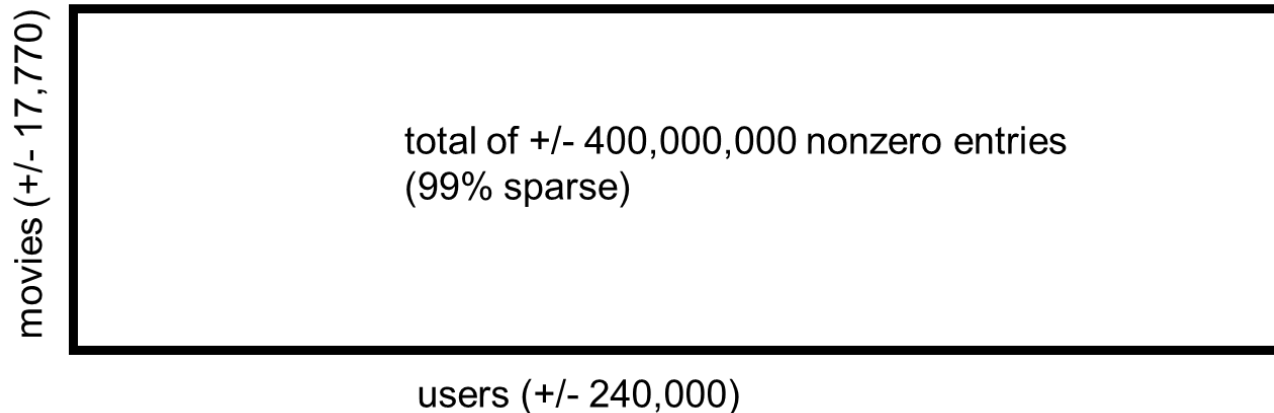 movies (+/- 17,770)
total of +/- 400,000,000 nonzero entries
(99% sparse)
users (+/- 240,000)